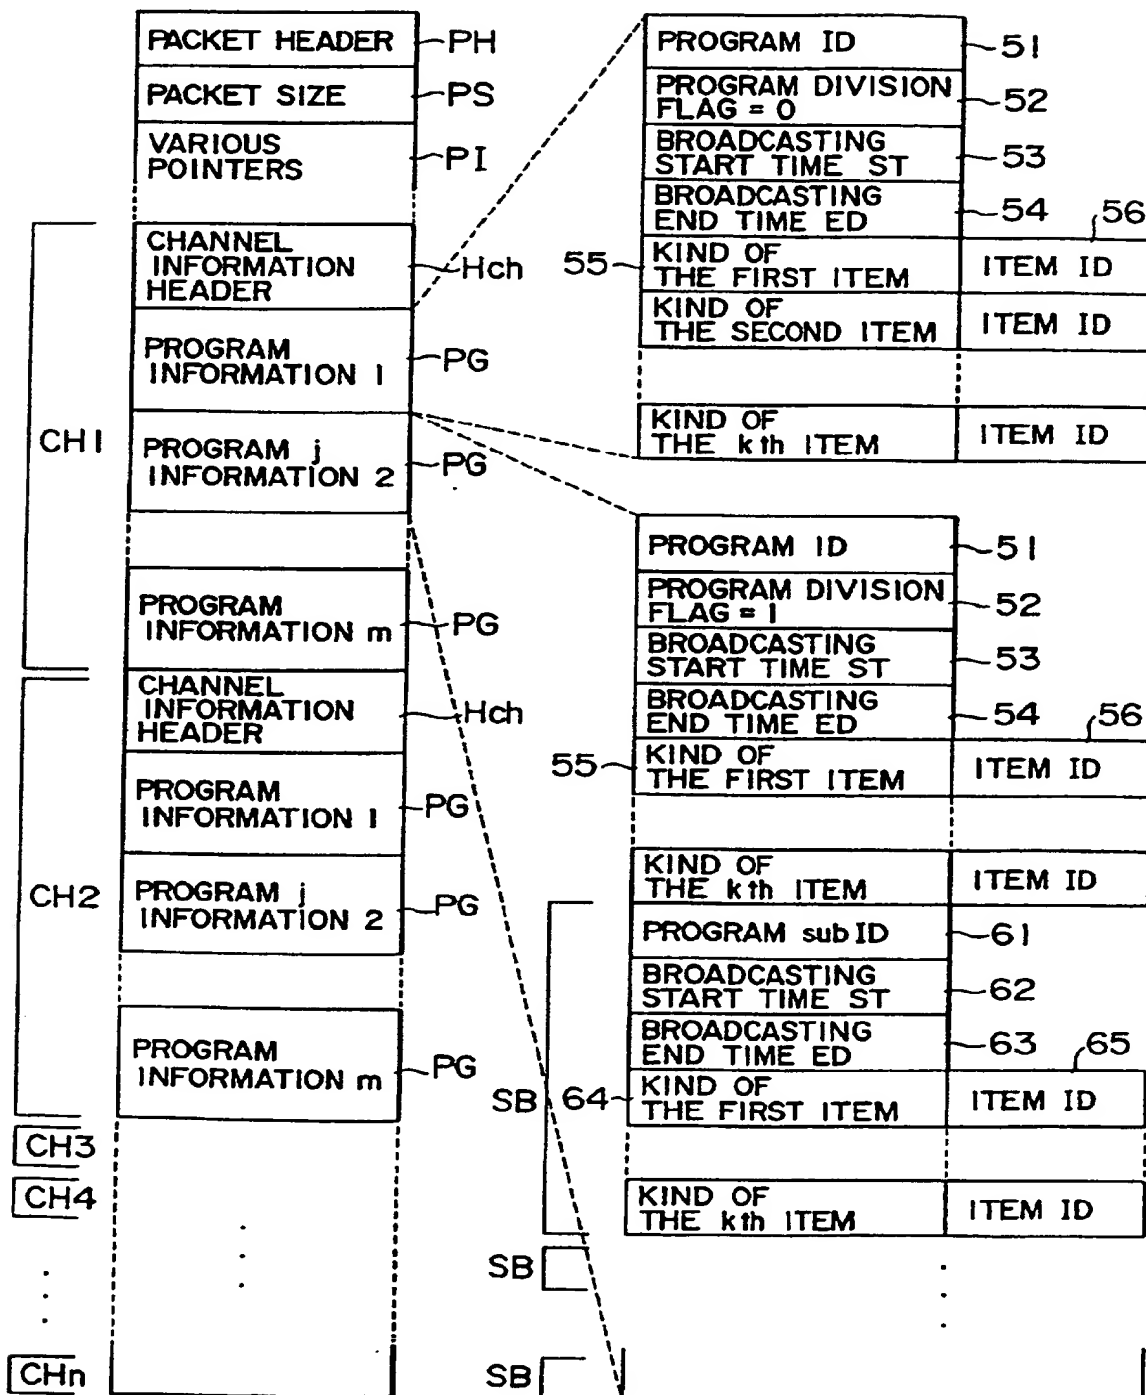 PACKET HEADER
PH
PACKET SIZE
PS
VARIOUS
POINTERS
PI
CH1
CHANNEL
INFORMATION
HEADER
Hch
PROGRAM
INFORMATION 1
PG
PROGRAM j
INFORMATION 2
PG
PROGRAM
INFORMATION m
PG
CH2
CHANNEL
INFORMATION
HEADER
Hch
PROGRAM
INFORMATION 1
PG
PROGRAM j
INFORMATION 2
PG
PROGRAM
INFORMATION m
PG
CH3
CH4
CHn
PROGRAM ID
51
PROGRAM DIVISION
FLAG = 0
52
BROADCASTING
START TIME ST
53
BROADCASTING
END TIME ED
54
56
55
KIND OF
THE FIRST ITEM
ITEM ID
KIND OF
THE SECOND ITEM
ITEM ID
KIND OF
THE kth ITEM
ITEM ID
PROGRAM ID
51
PROGRAM DIVISION
FLAG = 1
52
BROADCASTING
START TIME ST
53
BROADCASTING
END TIME ED
54
56
55
KIND OF
THE FIRST ITEM
ITEM ID
KIND OF
THE kth ITEM
ITEM ID
SB
PROGRAM sub ID
61
BROADCASTING
START TIME ST
62
BROADCASTING
END TIME ED
63
65
64
KIND OF
THE FIRST ITEM
ITEM ID
KIND OF
THE kth ITEM
ITEM ID
SB
SB